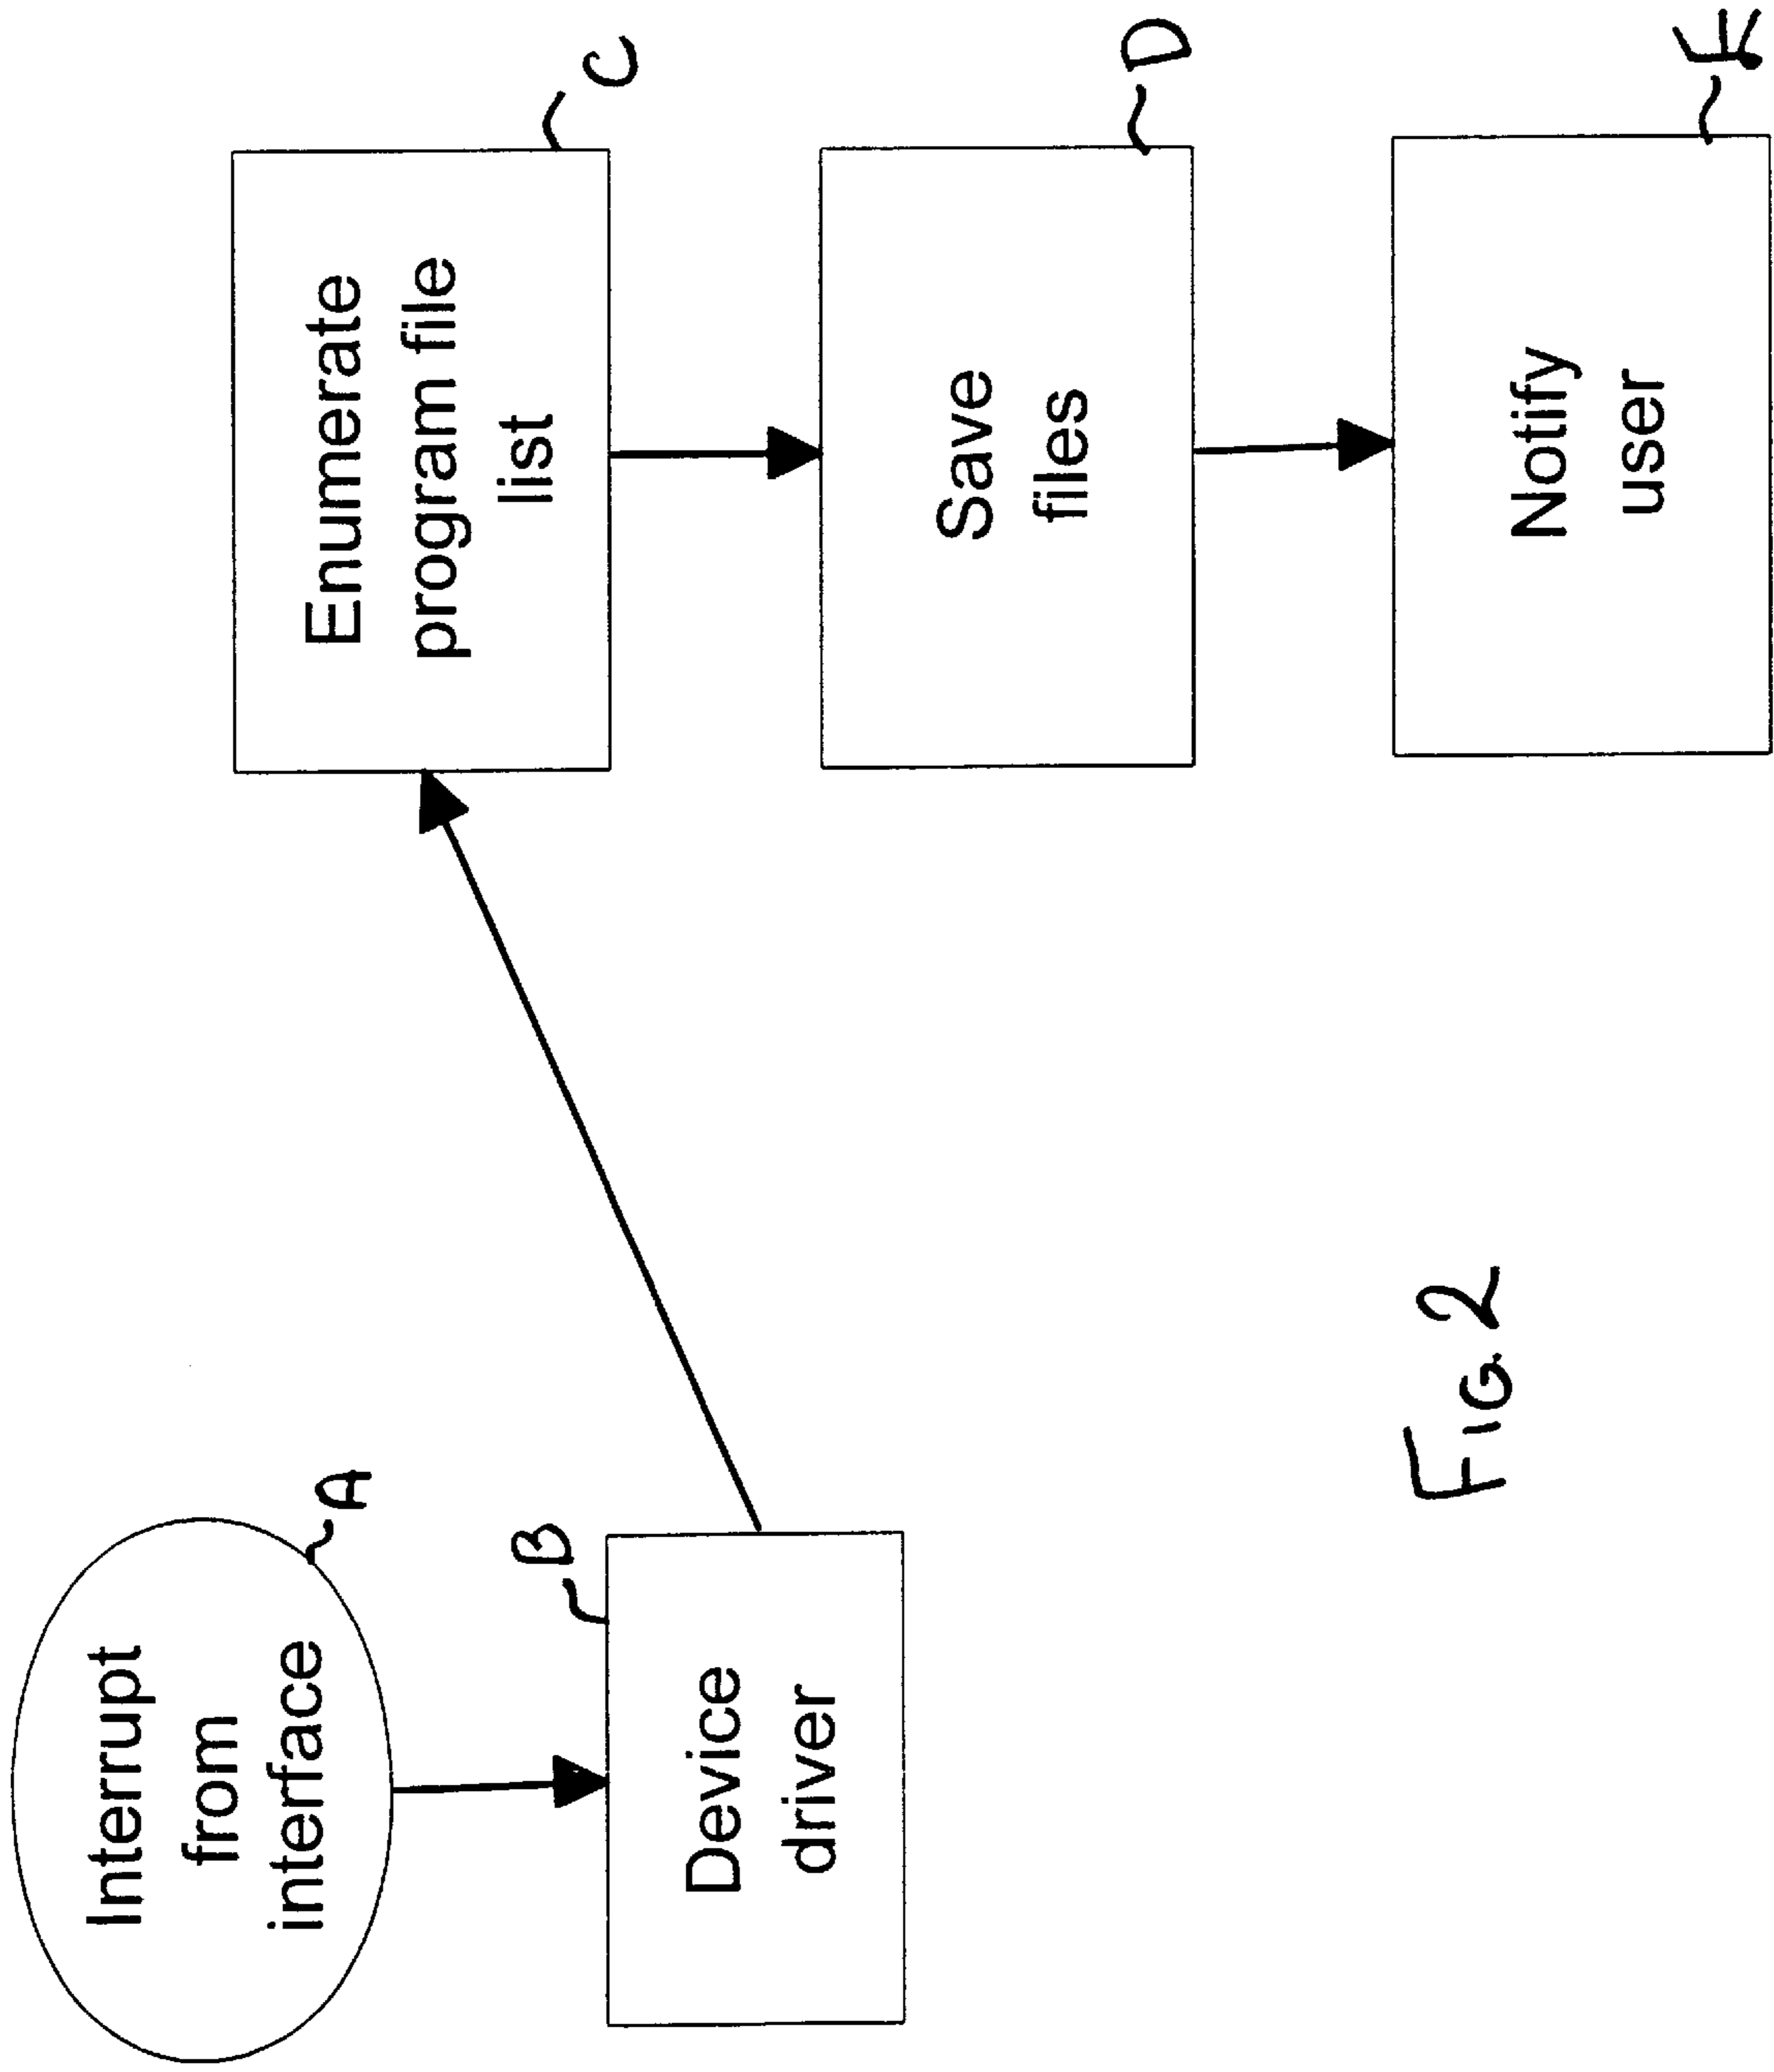 Interrupt
from
interface
A
Device
driver
B
Enumerate
program file
list
C
Save
files
D
Notify
user
E
FIG. 2